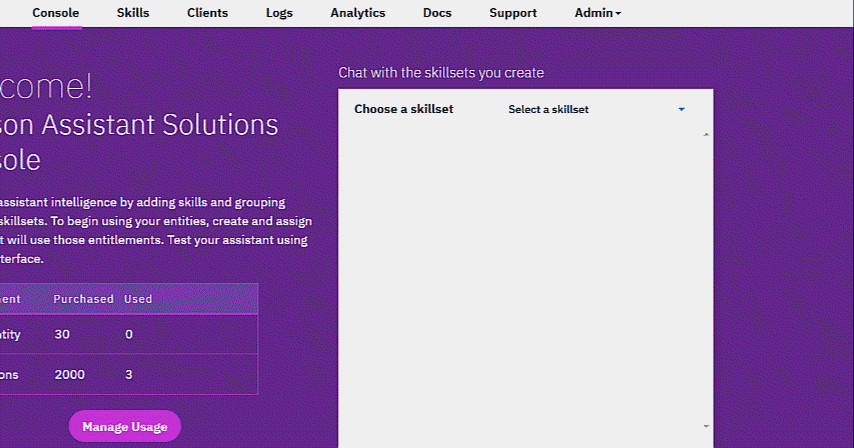 Console Skills Clients Logs Analytics Docs Support Admin
come!
son Assistant Solutions
sole
assistant intelligence by adding skills and grouping
skillsets. To begin using your entities, create and assign
t will use those entitlements. Test your assistant using
terface.
ment Purchased Used
ntity 30 0
ons 2000 3
Manage Usage
Chat with the skillsets you create
Choose a skillset Select a skillset